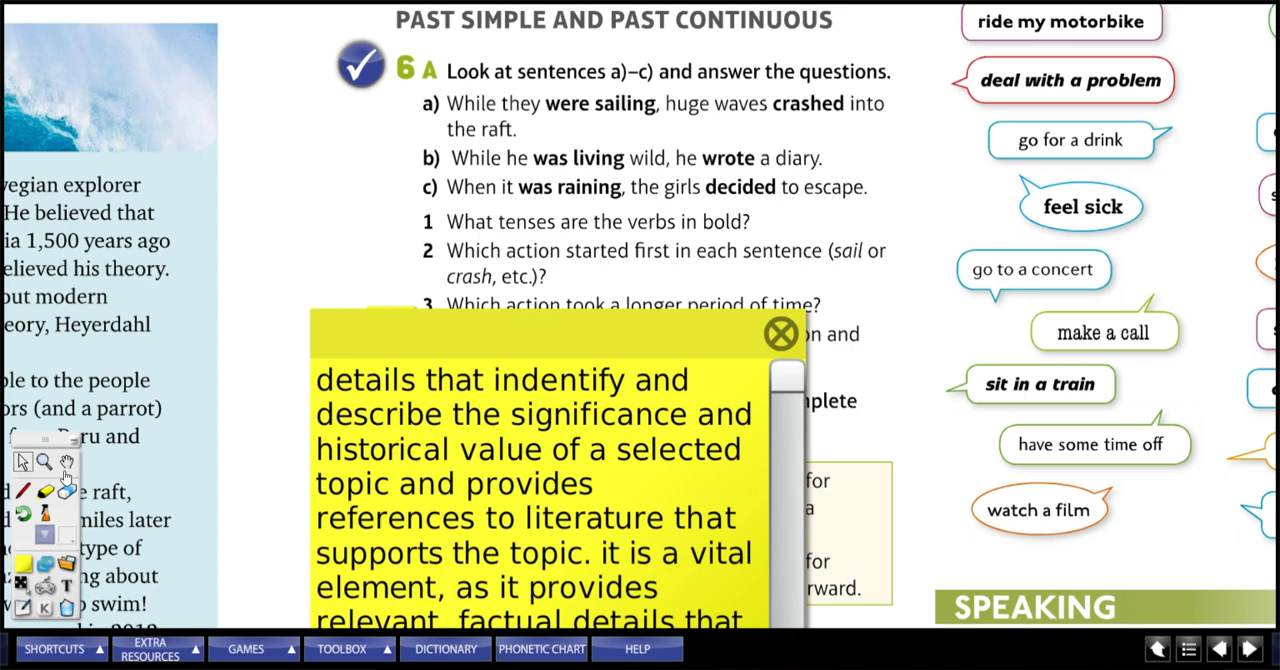 PAST SIMPLE AND PAST CONTINUOUS
6 A Look at sentences a)–c) and answer the questions.
a) While they were sailing, huge waves crashed into
the raft.
b) While he was living wild, he wrote a diary.
c) When it was raining, the girls decided to escape.
1 What tenses are the verbs in bold?
2 Which action started first in each sentence (sail or
crash, etc.)?
3 Which action took a longer period of time?
on and
mplete
for
a
for
rward.
details that indentify and
describe the significance and
historical value of a selected
topic and provides
references to literature that
supports the topic. it is a vital
element, as it provides
relevant, factual details that
vegian explorer
He believed that
ia 1,500 years ago
elieved his theory.
out modern
eory, Heyerdahl
ple to the people
ors (and a parrot)
Peru and
e raft,
miles later
type of
ng about
o swim!
ride my motorbike
deal with a problem
go for a drink
feel sick
go to a concert
make a call
sit in a train
have some time off
watch a film
SPEAKING
T
K
SHORTCUTS
EXTRA
RESOURCES
GAMES
TOOLBOX
DICTIONARY
PHONETIC CHART
HELP